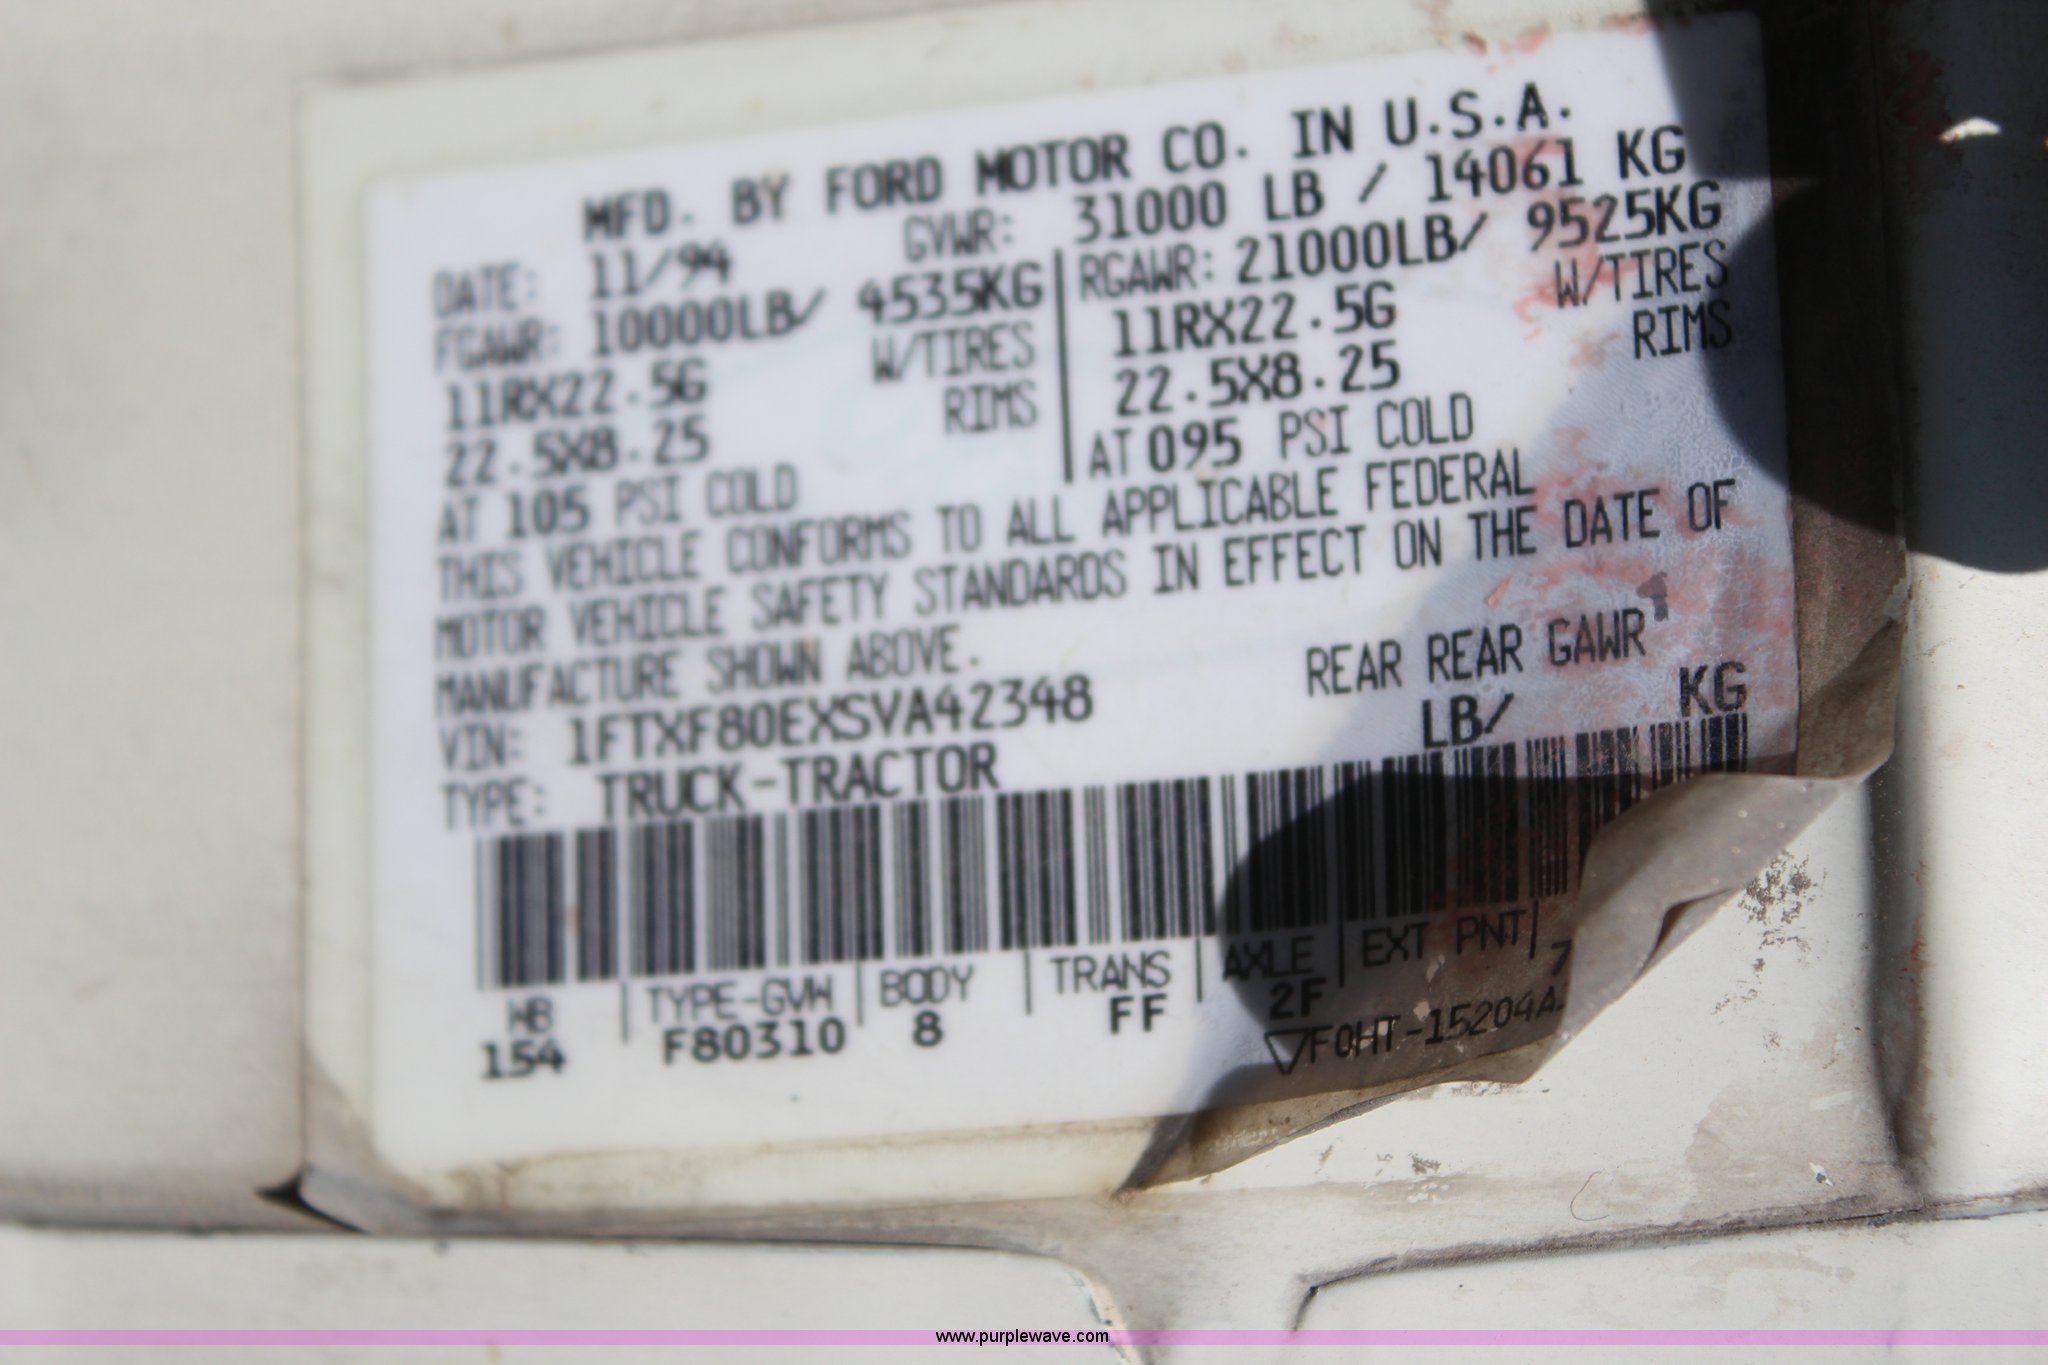 MFD. BY FORD MOTOR CO. IN U.S.A.
DATE: 11/94 GVWR: 31000 LB / 14061 KG
FGAWR: 10000LB/ 4535KG
11RX22.5G W/TIRES
22.5X8.25 RIMS
AT 105 PSI COLD
RGAWR: 21000LB/ 9525KG
11RX22.5G W/TIRES
22.5X8.25 RIMS
AT 095 PSI COLD
THIS VEHICLE CONFORMS TO ALL APPLICABLE FEDERAL
MOTOR VEHICLE SAFETY STANDARDS IN EFFECT ON THE DATE OF
MANUFACTURE SHOWN ABOVE.
REAR REAR GAWR
VIN: 1FTXF80EXSVA42348 LB/ KG
TYPE: TRUCK-TRACTOR
WB TYPE-GVW BODY TRANS AXLE EXT PNT 7
154 F80310 8 FF 2F
F0HT-15204A
www.purplewave.com